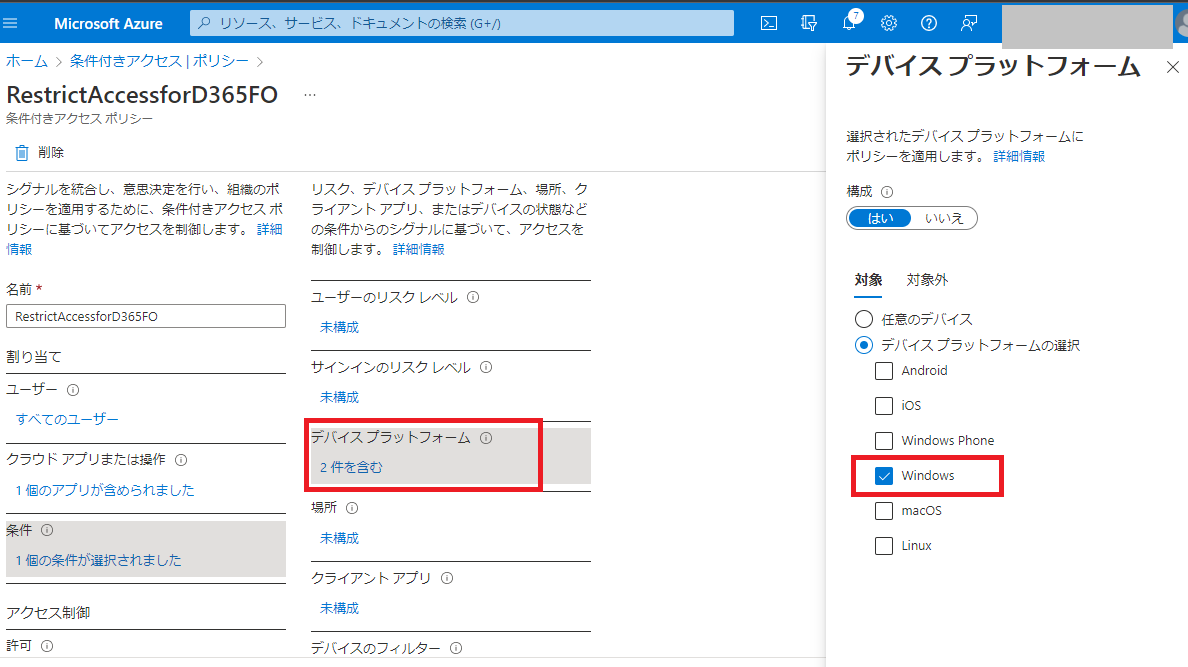 Microsoft Azure
リソース、サービス、ドキュメントの検索 (G+/)
7
ホーム > 条件付きアクセス | ポリシー >
RestrictAccessforD365FO ...
条件付きアクセス ポリシー
削除
シグナルを統合し、意思決定を行い、組織のポ
リシーを適用するために、条件付きアクセス ポ
リシーに基づいてアクセスを制御します。 詳細
情報
名前 *
RestrictAccessforD365FO
割り当て
ユーザー
すべてのユーザー
クラウド アプリまたは操作
1 個のアプリが含められました
条件
1 個の条件が選択されました
アクセス制御
許可
リスク、デバイス プラットフォーム、場所、ク
ライアント アプリ、またはデバイスの状態など
の条件からのシグナルに基づいて、アクセスを
制御します。 詳細情報
ユーザーのリスク レベル
未構成
サインインのリスク レベル
未構成
デバイス プラットフォーム
2 件を含む
場所
未構成
クライアント アプリ
未構成
デバイスのフィルター
デバイス プラットフォーム
選択されたデバイス プラットフォームに
ポリシーを適用します。 詳細情報
構成
はい いいえ
対象 対象外
任意のデバイス
デバイス プラットフォームの選択
Android
iOS
Windows Phone
Windows
macOS
Linux